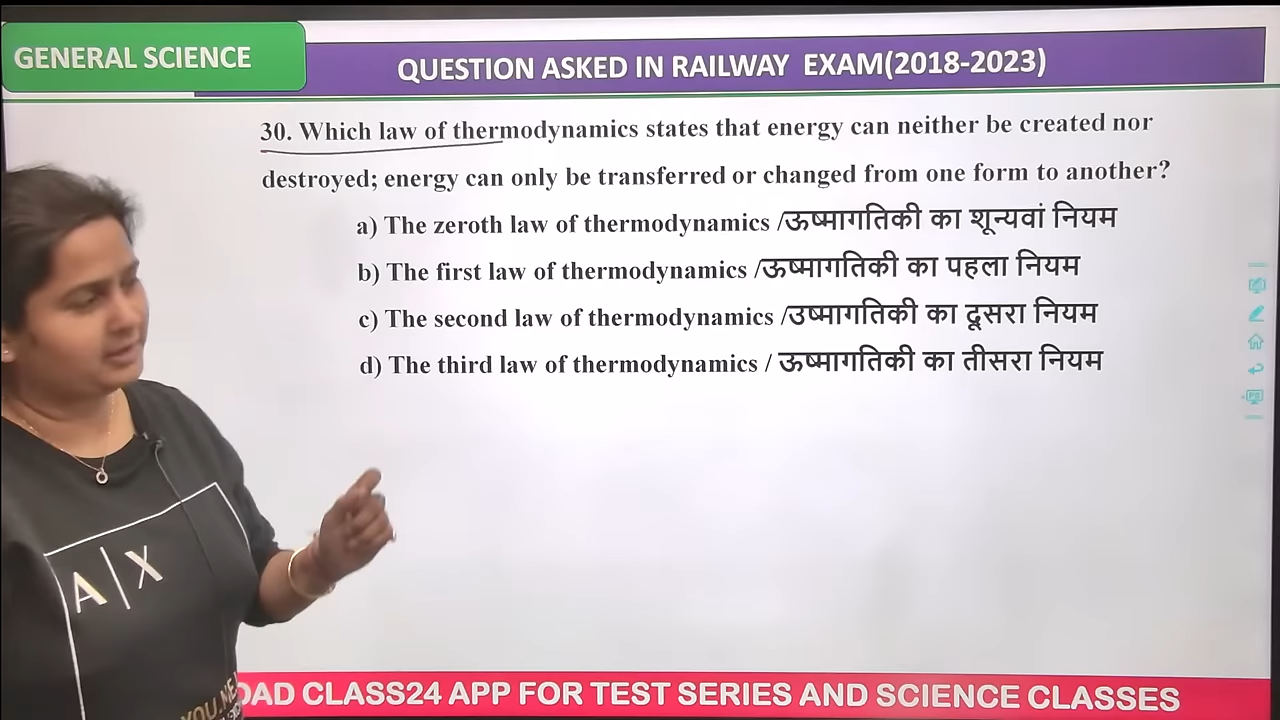 GENERAL SCIENCE
QUESTION ASKED IN RAILWAY EXAM(2018-2023)
30. Which law of thermodynamics states that energy can neither be created nor
destroyed; energy can only be transferred or changed from one form to another?
a) The zeroth law of thermodynamics /ऊष्मागतिकी का शून्यवां नियम
b) The first law of thermodynamics /ऊष्मागतिकी का पहला नियम
c) The second law of thermodynamics /उष्मागतिकी का दूसरा नियम
d) The third law of thermodynamics / ऊष्मागतिकी का तीसरा नियम
A|X
YOU.ME.
OAD CLASS24 APP FOR TEST SERIES AND SCIENCE CLASSES